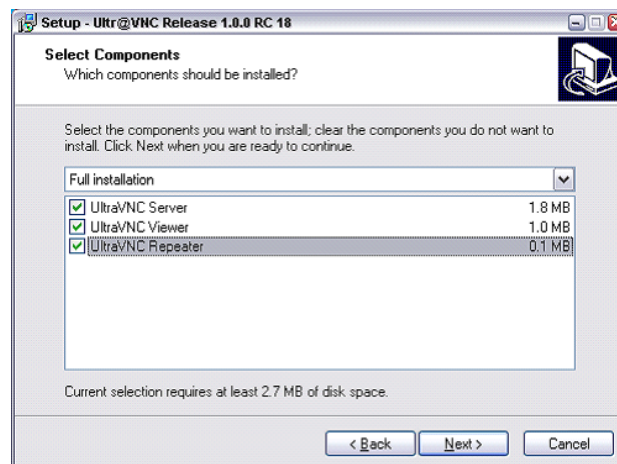 Setup - Ultr@VNC Release 1.0.0 RC 18
Select Components
Which components should be installed?
Select the components you want to install; clear the components you do not want to
install. Click Next when you are ready to continue.
Full installation
UltraVNC Server 1.8 MB
UltraVNC Viewer 1.0 MB
UltraVNC Repeater 0.1 MB
Current selection requires at least 2.7 MB of disk space.
< Back Next > Cancel